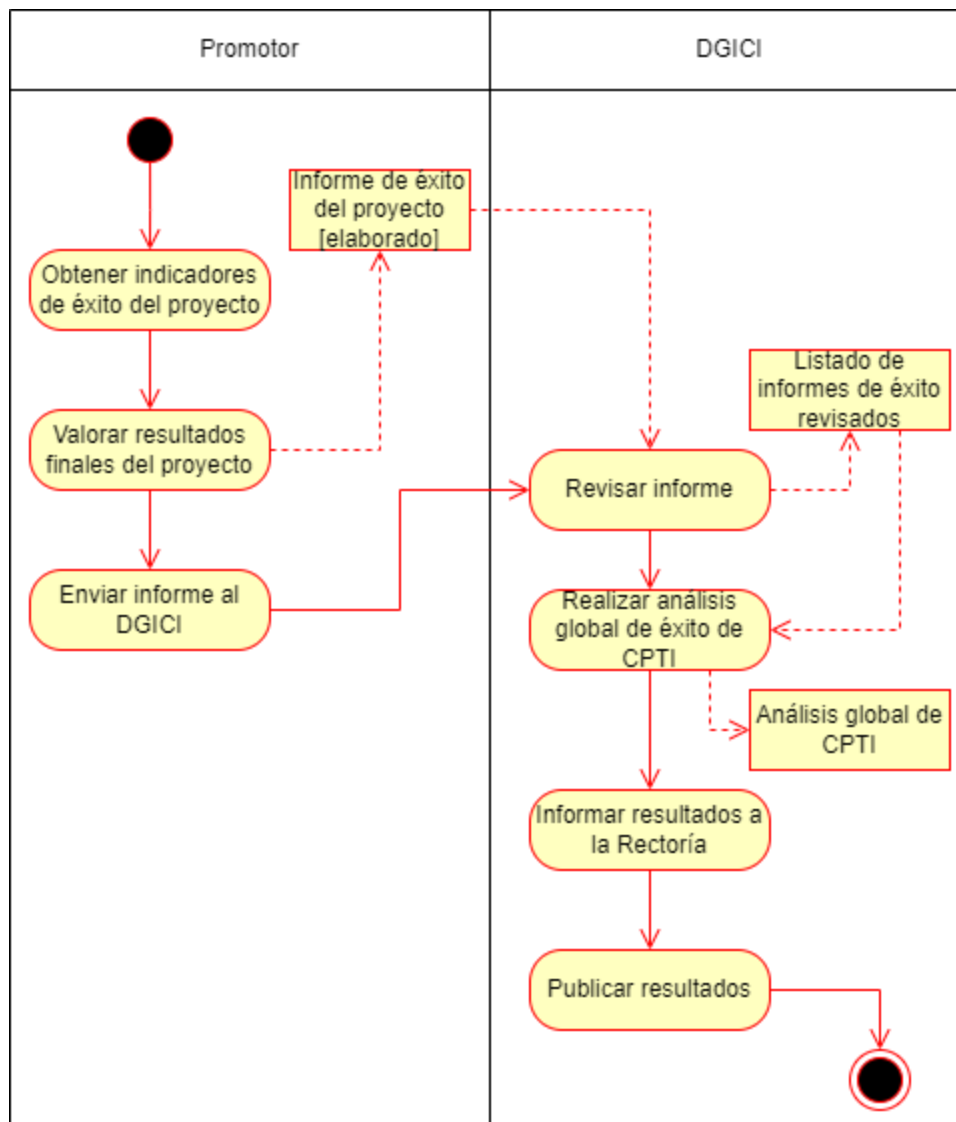 Promotor
DGICI
Informe de éxito
del proyecto
[elaborado]
Obtener indicadores
de éxito del proyecto
Valorar resultados
finales del proyecto
Enviar informe al
DGICI
Listado de
informes de éxito
revisados
Revisar informe
Realizar análisis
global de éxito de
CPTI
Análisis global de
CPTI
Informar resultados a
la Rectoría
Publicar resultados